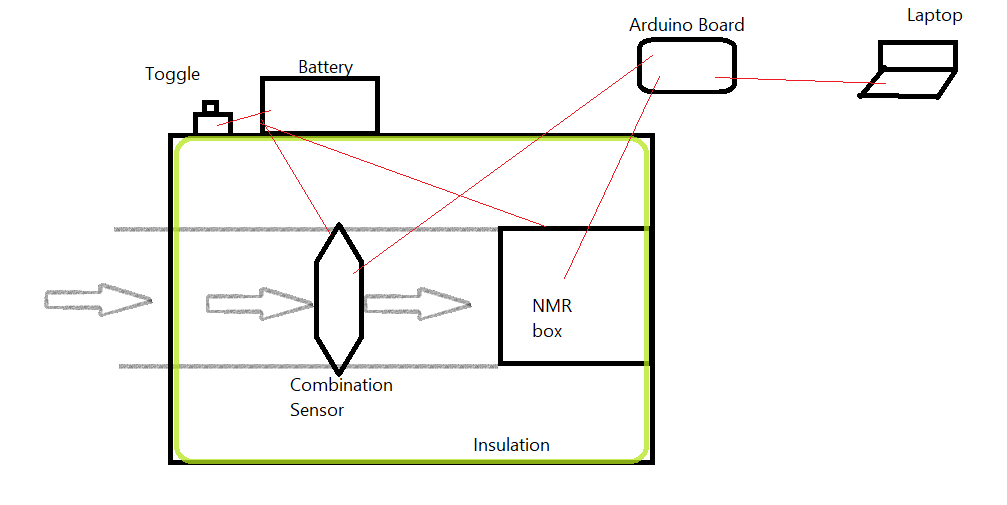 Laptop
Arduino Board
Battery
Toggle
NMR
box
Combination
Sensor
Insulation